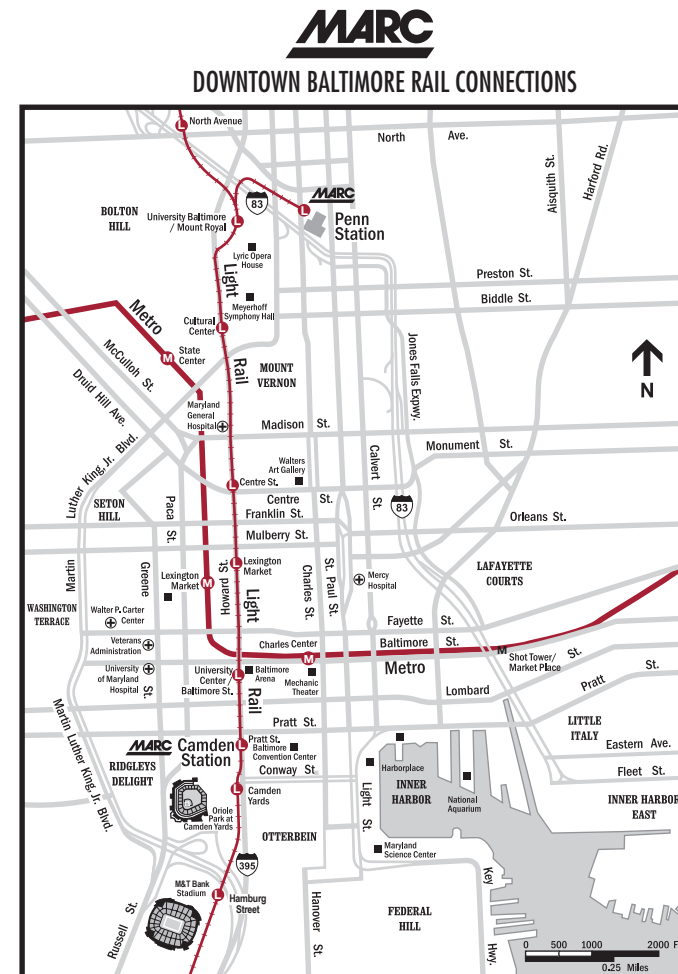 MARC
DOWNTOWN BALTIMORE RAIL CONNECTIONS
L
North Avenue
North Ave.
Aisquith St.
Harford Rd.
BOLTON
HILL
University Baltimore
/ Mount Royal
L
83
L
MARC
Penn
Station
Lyric Opera
House
Light
Preston St.
Meyerhoff
Symphony Hall
Biddle St.
Metro
Cultural
Center
L
M
State
Center
McCulloh St.
Druid Hill Ave.
Rail
MOUNT
VERNON
Jones Falls Expwy.
N
Maryland
General
Hospital
Madison St.
Calvert St.
Monument St.
Luther King, Jr. Blvd.
Walters
Art Gallery
L
Centre St.
SETON
HILL
Paca St.
Centre St.
Franklin St.
83
Orleans St.
Mulberry St.
Martin
Greene St.
L
Lexington
Market
Lexington
Market
M
Howard St.
Light
Charles St.
St. Paul St.
Mercy
Hospital
LAFAYETTE
COURTS
WASHINGTON
TERRACE
Walter P. Carter
Center
Fayette St.
Veterans
Administration
Charles Center
M
Baltimore St.
M
Shot Tower/
Market Place
University
of Maryland
Hospital
University
Center/
Baltimore St.
L
Baltimore
Arena
Mechanic
Theater
Metro
Lombard St.
Pratt St.
Rail
Pratt St.
LITTLE
ITALY
Martin Luther King, Jr. Blvd.
MARC
Camden
Station
L
Pratt St.
Baltimore
Convention Center
Harborplace
Eastern Ave.
RIDGLEYS
DELIGHT
Conway St.
Fleet St.
L
Camden
Yards
Light St.
INNER
HARBOR
National
Aquarium
INNER HARBOR
EAST
Oriole
Park at
Camden Yards
OTTERBEIN
Maryland
Science Center
395
M&T Bank
Stadium
L
Hamburg
Street
Russell St.
Hanover St.
FEDERAL
HILL
Key Hwy.
0 500 1000 2000 F
0.25 Miles